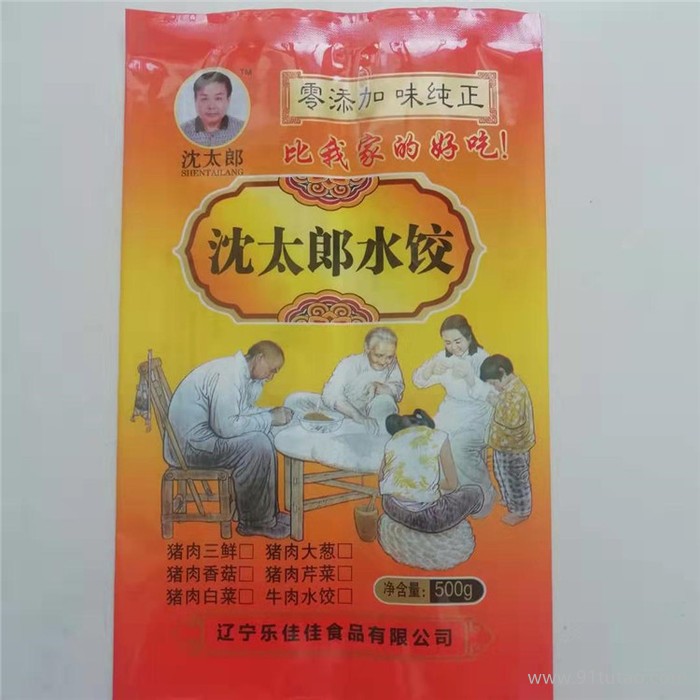 TM
零添加 味纯正
沈太郎
SHENTAILANG
比我家的好吃!
沈太郎水饺
猪肉三鲜□ 猪肉大葱□
猪肉香菇□ 猪肉芹菜□
猪肉白菜□ 牛肉水饺□
净含量: 500g
辽宁乐佳佳食品有限公司